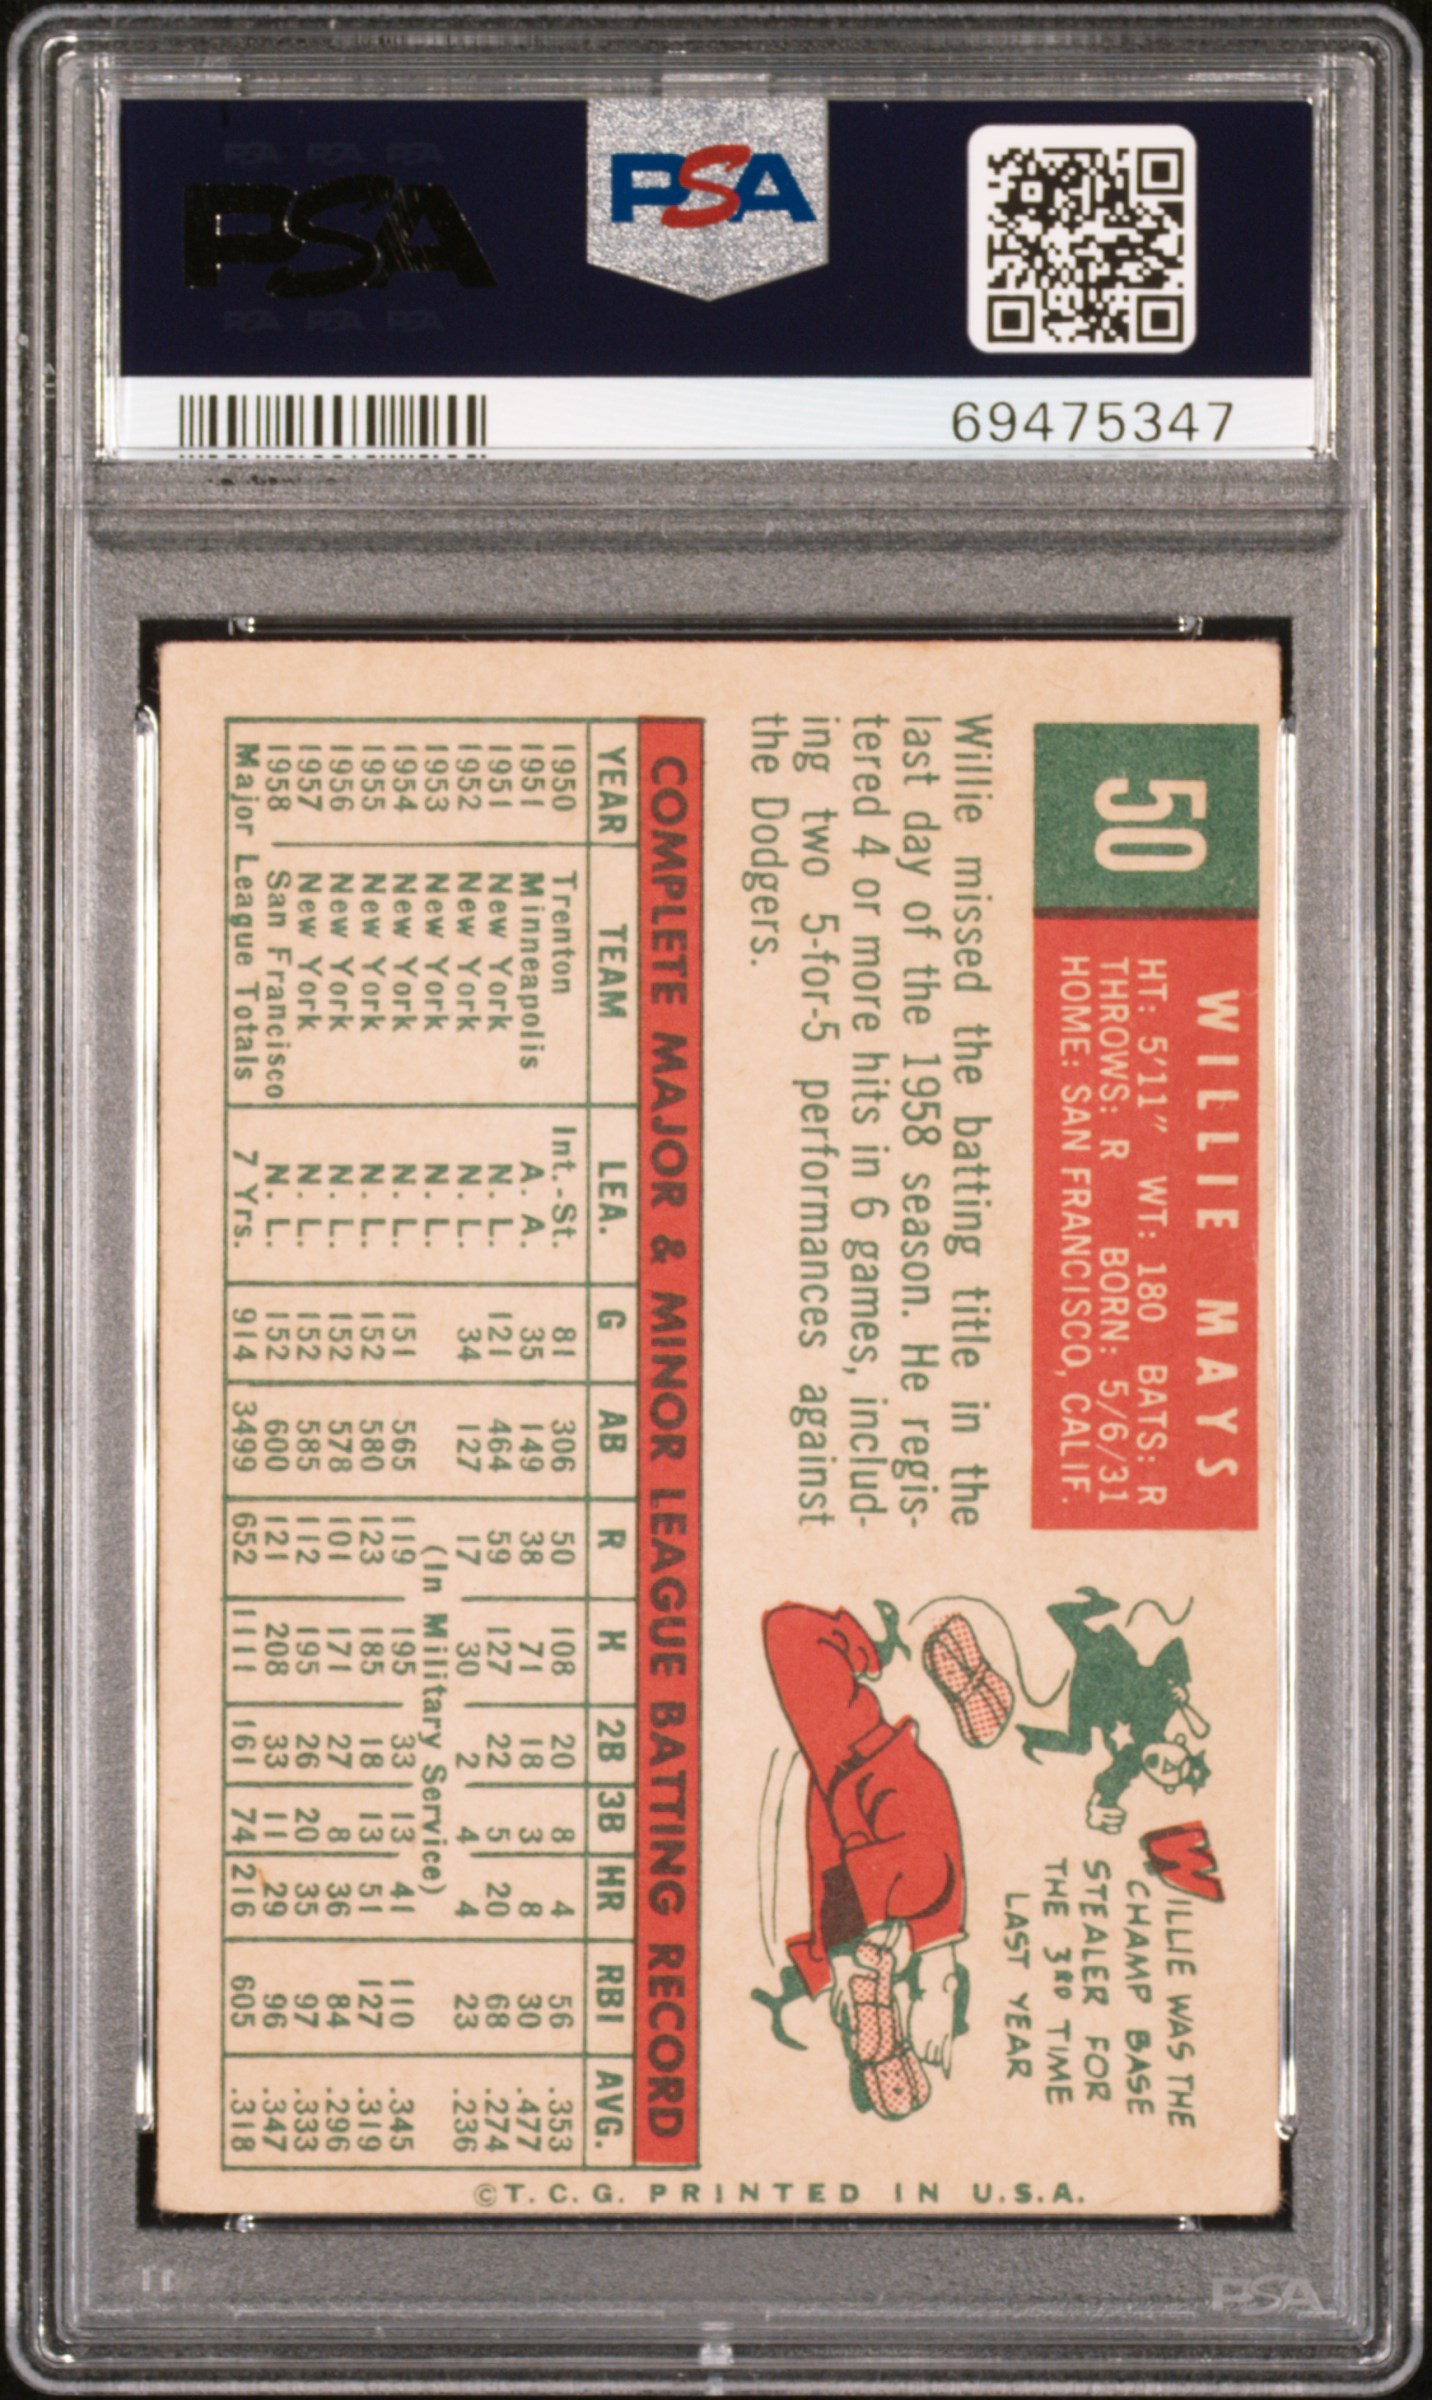 PSA PSA PSA
PSA
PSA PSA PSA
PSA
69475347
50
WILLIE MAYS
HT: 5'11" WT: 180 BATS: R
THROWS: R BORN: 5/6/31
HOME: SAN FRANCISCO, CALIF.
Willie missed the batting title in the
last day of the 1958 season. He regis-
tered 4 or more hits in 6 games, includ-
ing two 5-for-5 performances against
the Dodgers.
WILLIE WAS THE
CHAMP BASE
STEALER FOR
THE 3RD TIME
LAST YEAR
COMPLETE MAJOR & MINOR LEAGUE BATTING RECORD
YEAR TEAM LEA. G AB R H 2B 3B HR RBI AVG.
1950 Trenton Int.-St. 81 306 50 108 20 8 4 56 .353
1951 Minneapolis A. A. 35 149 38 71 18 3 8 30 .477
1951 New York N. L. 121 464 59 127 22 5 20 68 .274
1952 New York N. L. 34 127 17 30 2 4 4 23 .236
1953 New York N. L. (In Military Service)
1954 New York N. L. 151 565 119 195 33 13 41 110 .345
1955 New York N. L. 152 580 123 185 18 13 51 127 .319
1956 New York N. L. 152 578 101 171 27 8 36 84 .296
1957 New York N. L. 152 585 112 195 26 20 35 97 .333
1958 San Francisco N. L. 152 600 121 208 33 11 29 96 .347
Major League Totals 7 Yrs. 914 3499 652 1111 161 74 216 605 .318
©T. C. G. PRINTED IN U.S.A.
PSA